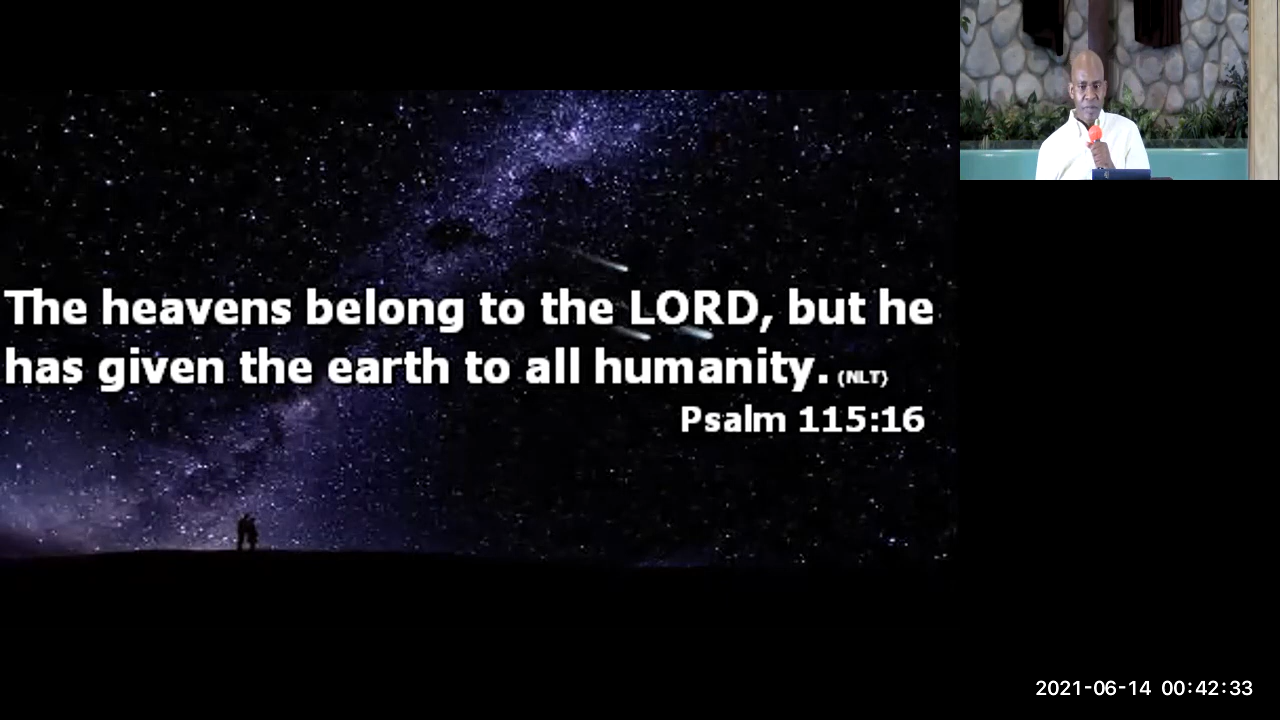 The heavens belong to the LORD, but he
has given the earth to all humanity. (NLT)
Psalm 115:16
2021-06-14 00:42:33